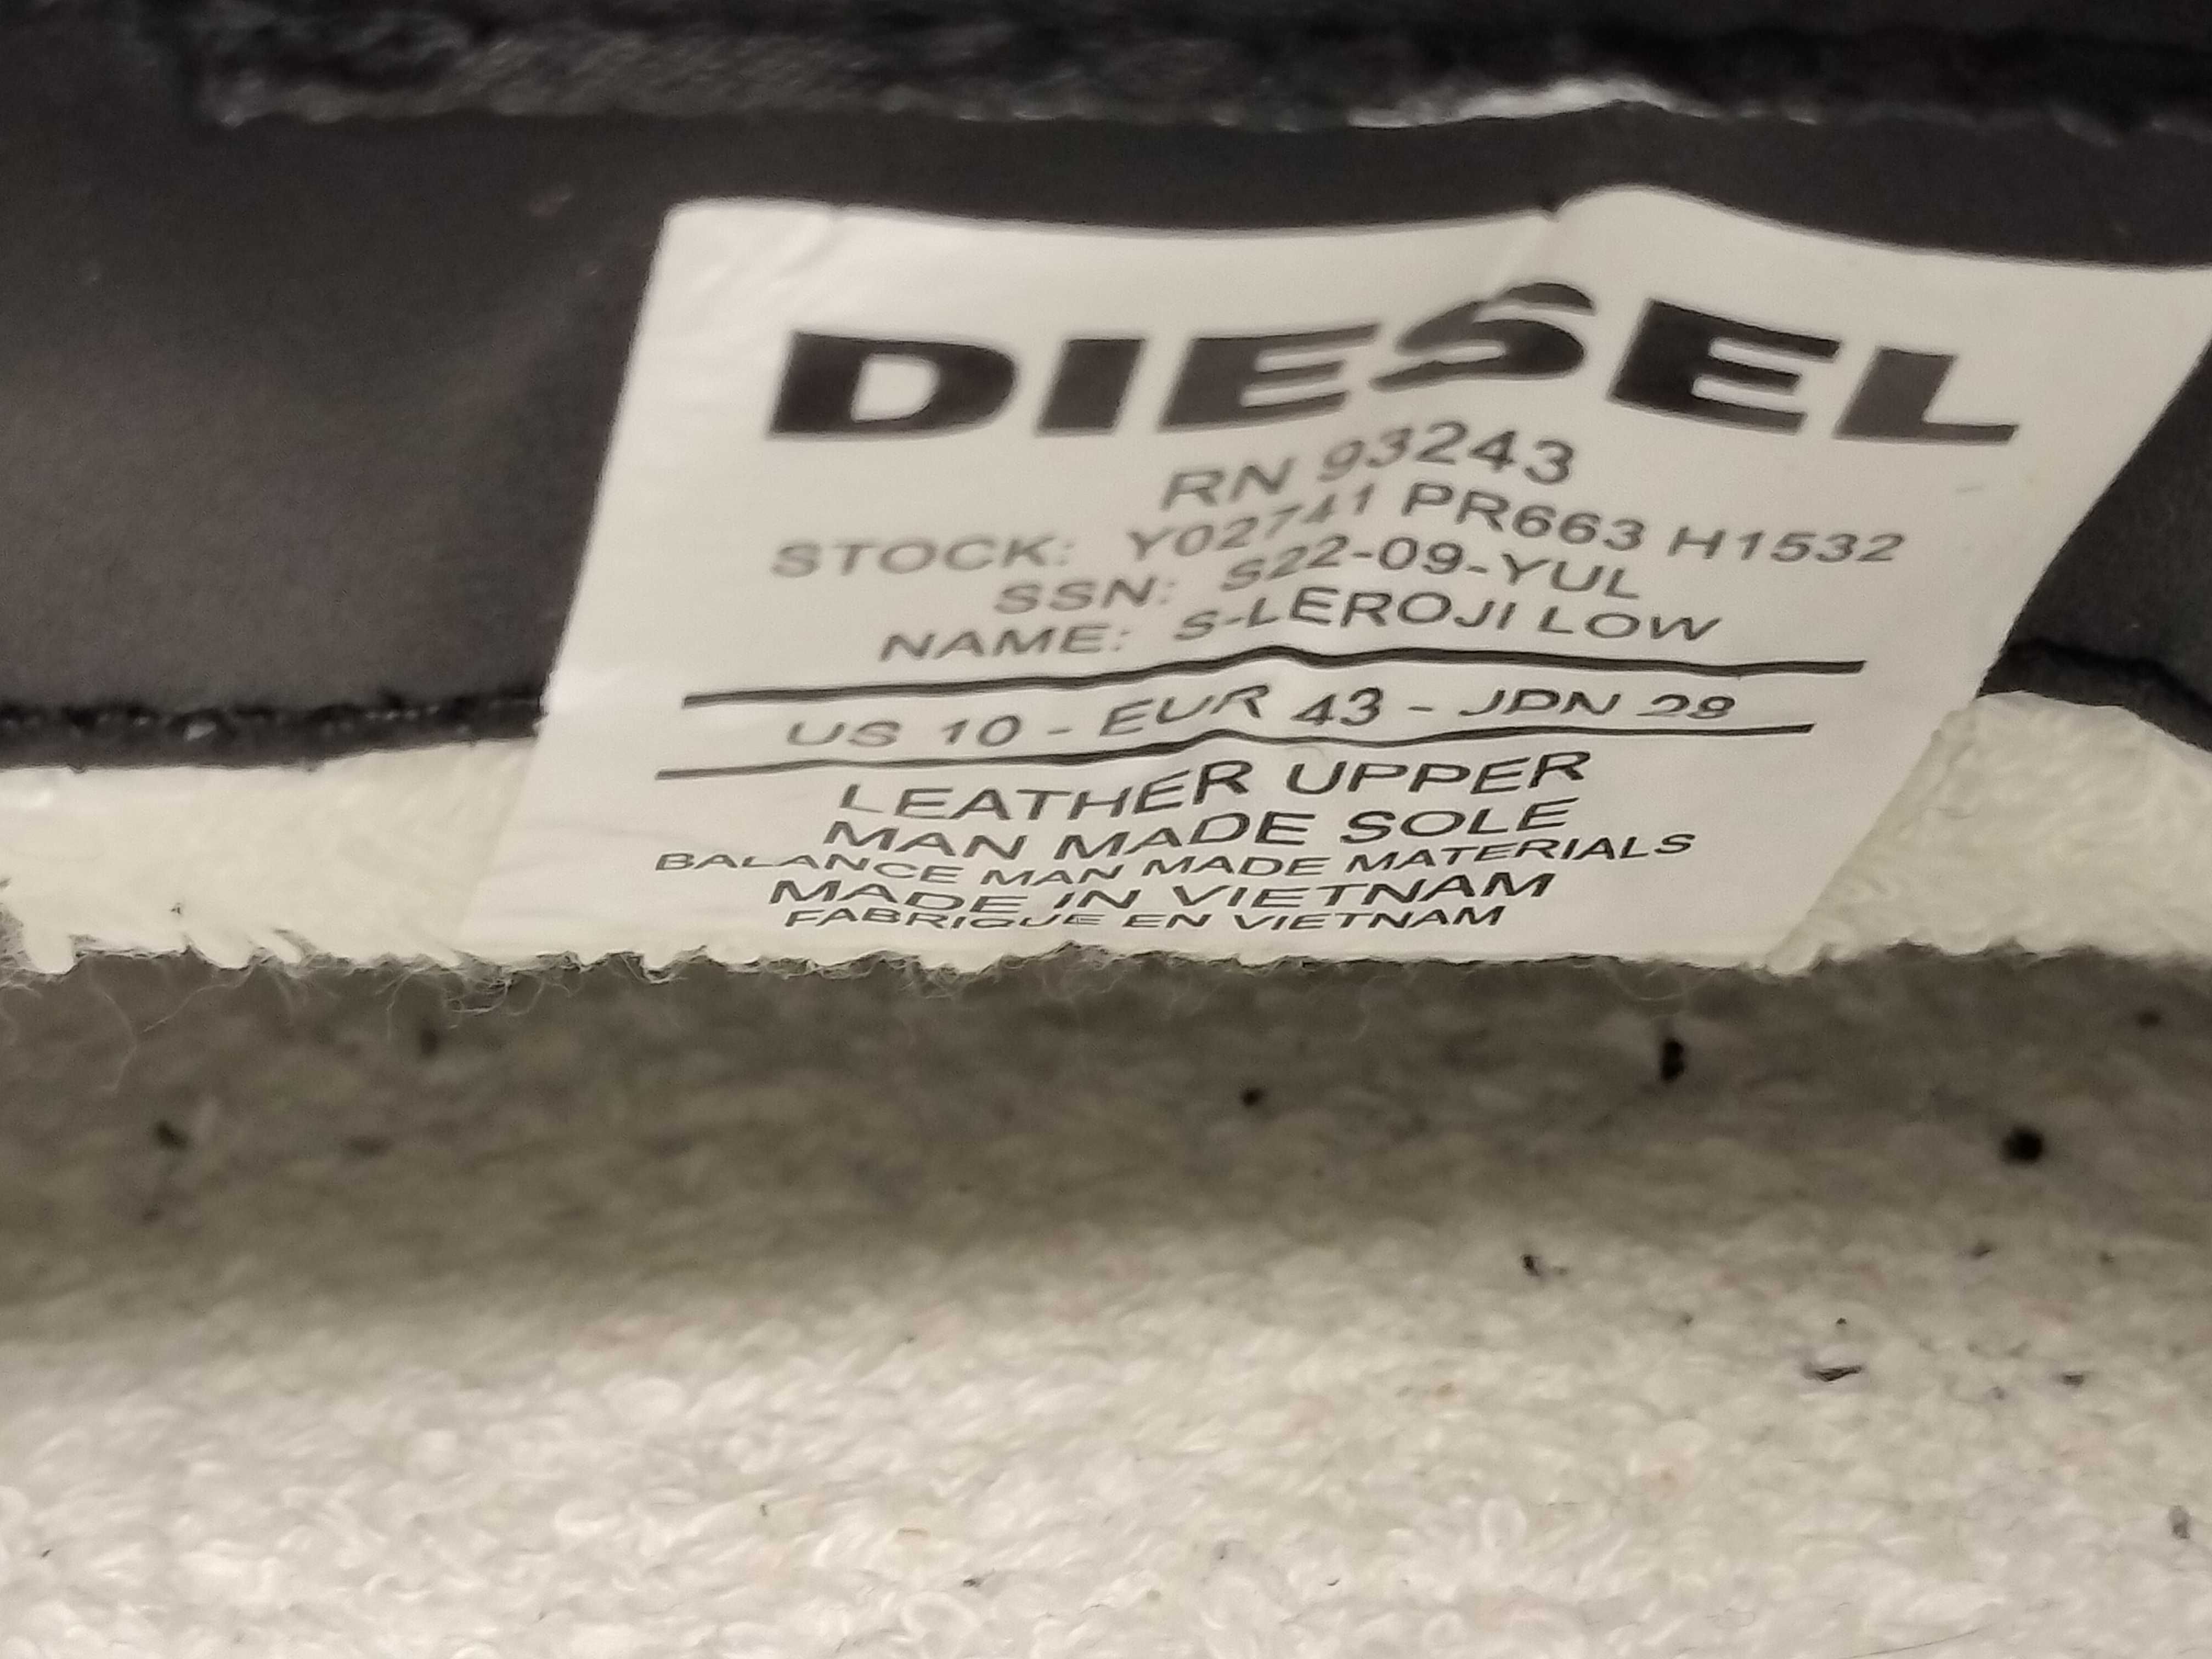 DIESEL
RN 93243
STOCK: Y02741 PR663 H1532
SSN: S22-09-YUL
NAME: S-LEROJI LOW
US 10 - EUR 43 - JPN 28
LEATHER UPPER
MAN MADE SOLE
BALANCE MAN MADE MATERIALS
MADE IN VIETNAM
FABRIQUE EN VIETNAM